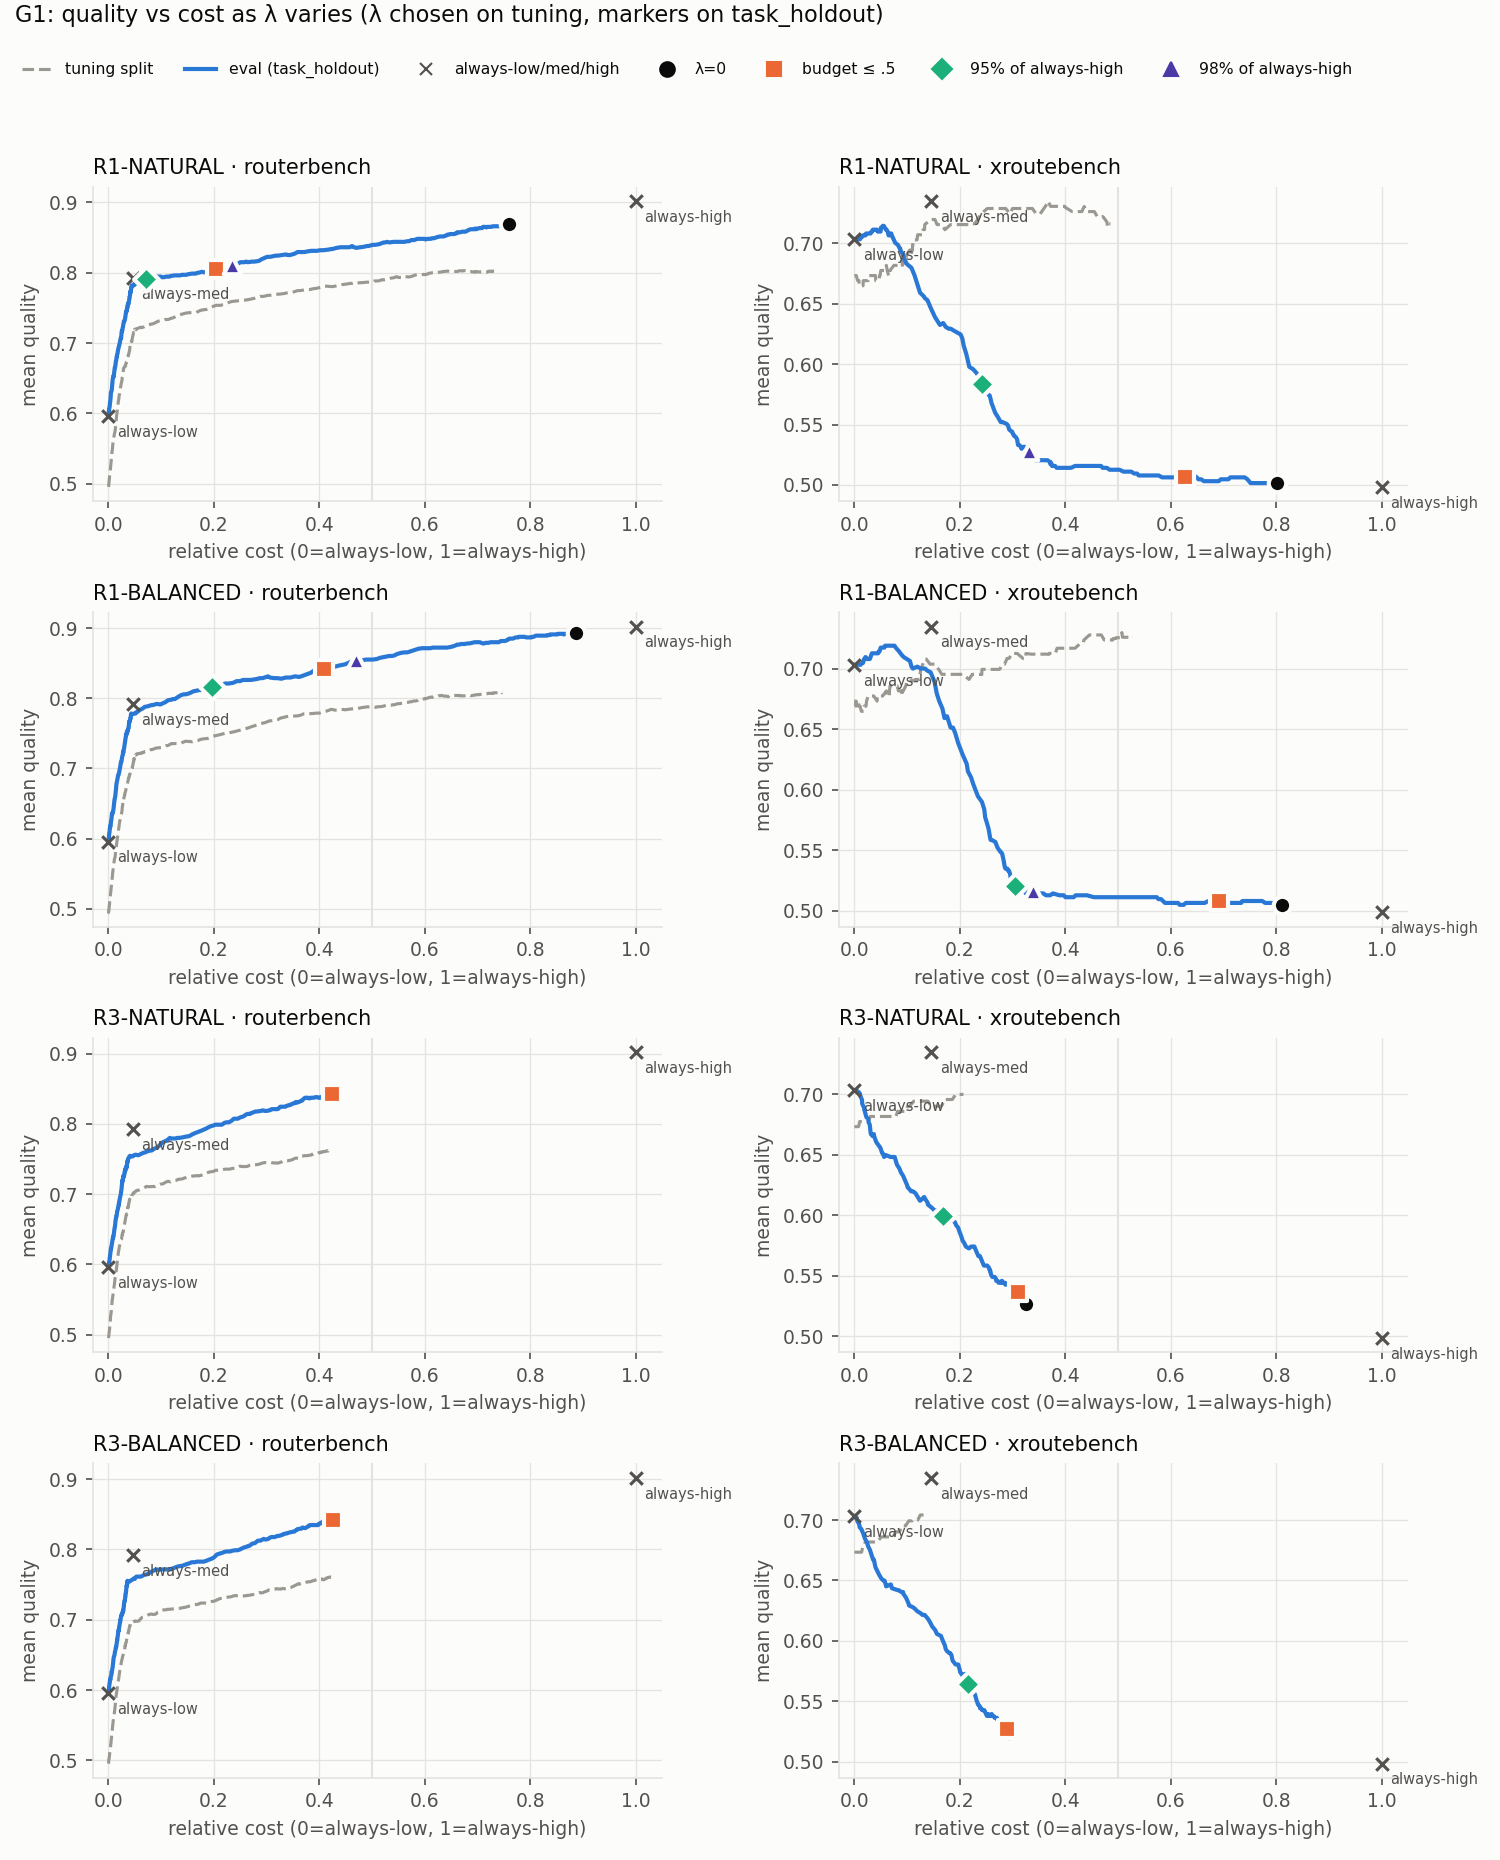 G1: quality vs cost as λ varies (λ chosen on tuning, markers on task_holdout)
tuning split
eval (task_holdout)
always-low/med/high
λ=0
budget ≤ .5
95% of always-high
98% of always-high
R1-NATURAL · routerbench
mean quality
0.9
0.8
0.7
0.6
0.5
always-high
always-med
always-low
0.0 0.2 0.4 0.6 0.8 1.0
relative cost (0=always-low, 1=always-high)
R1-NATURAL · xroutebench
mean quality
0.70
0.65
0.60
0.55
0.50
always-med
always-low
always-high
0.0 0.2 0.4 0.6 0.8 1.0
relative cost (0=always-low, 1=always-high)
R1-BALANCED · routerbench
mean quality
0.9
0.8
0.7
0.6
0.5
always-high
always-med
always-low
0.0 0.2 0.4 0.6 0.8 1.0
relative cost (0=always-low, 1=always-high)
R1-BALANCED · xroutebench
mean quality
0.70
0.65
0.60
0.55
0.50
always-med
always-low
always-high
0.0 0.2 0.4 0.6 0.8 1.0
relative cost (0=always-low, 1=always-high)
R3-NATURAL · routerbench
mean quality
0.9
0.8
0.7
0.6
0.5
always-high
always-med
always-low
0.0 0.2 0.4 0.6 0.8 1.0
relative cost (0=always-low, 1=always-high)
R3-NATURAL · xroutebench
mean quality
0.70
0.65
0.60
0.55
0.50
always-med
always-low
always-high
0.0 0.2 0.4 0.6 0.8 1.0
relative cost (0=always-low, 1=always-high)
R3-BALANCED · routerbench
mean quality
0.9
0.8
0.7
0.6
0.5
always-high
always-med
always-low
0.0 0.2 0.4 0.6 0.8 1.0
relative cost (0=always-low, 1=always-high)
R3-BALANCED · xroutebench
mean quality
0.70
0.65
0.60
0.55
0.50
always-med
always-low
always-high
0.0 0.2 0.4 0.6 0.8 1.0
relative cost (0=always-low, 1=always-high)